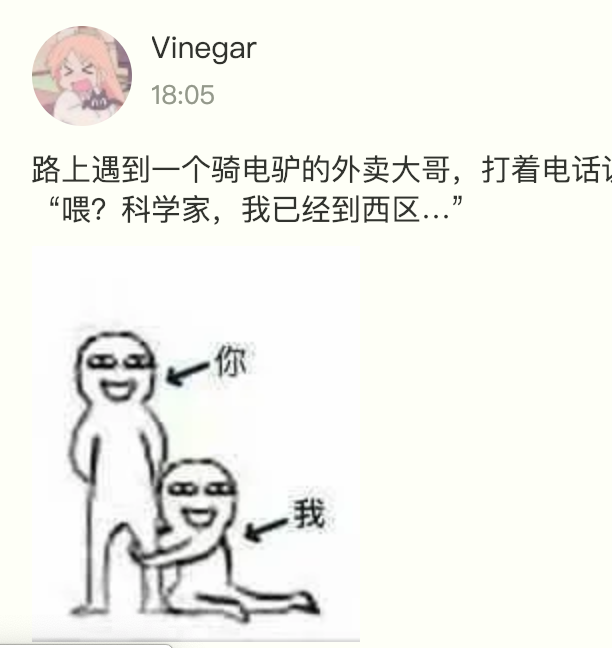 Vinegar
18:05
路上遇到一个骑电驴的外卖大哥，打着电话
“喂？科学家，我已经到西区...”
你
我